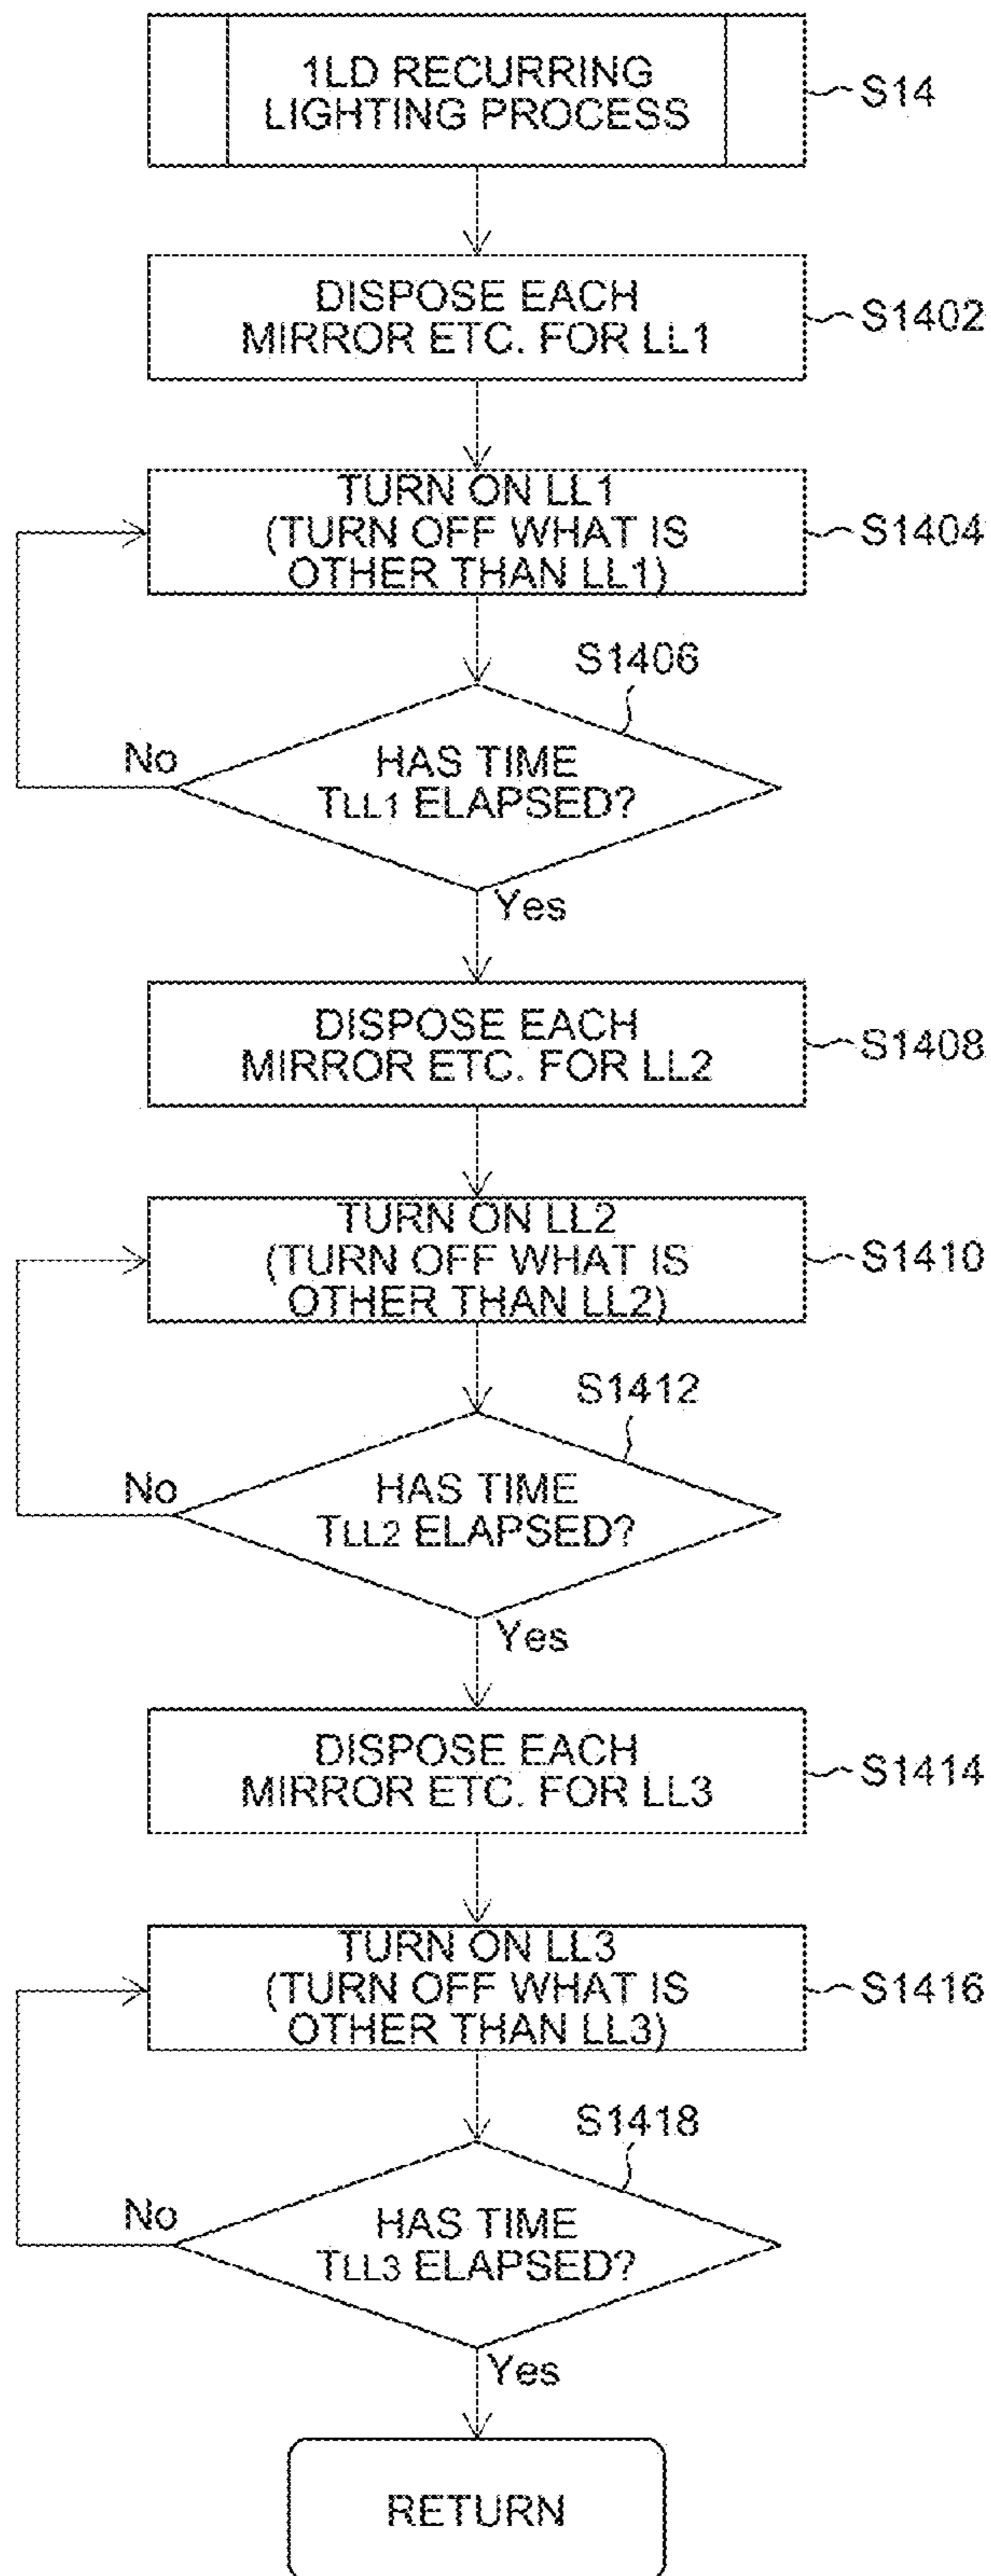 1LD RECURRING
LIGHTING PROCESS
S14
DISPOSE EACH
MIRROR ETC. FOR LL1
S1402
TURN ON LL1
(TURN OFF WHAT IS
OTHER THAN LL1)
S1404
S1406
HAS TIME
TLL1 ELAPSED?
No
Yes
DISPOSE EACH
MIRROR ETC. FOR LL2
S1408
TURN ON LL2
(TURN OFF WHAT IS
OTHER THAN LL2)
S1410
S1412
HAS TIME
TLL2 ELAPSED?
No
Yes
DISPOSE EACH
MIRROR ETC. FOR LL3
S1414
TURN ON LL3
(TURN OFF WHAT IS
OTHER THAN LL3)
S1416
S1418
HAS TIME
TLL3 ELAPSED?
No
Yes
RETURN